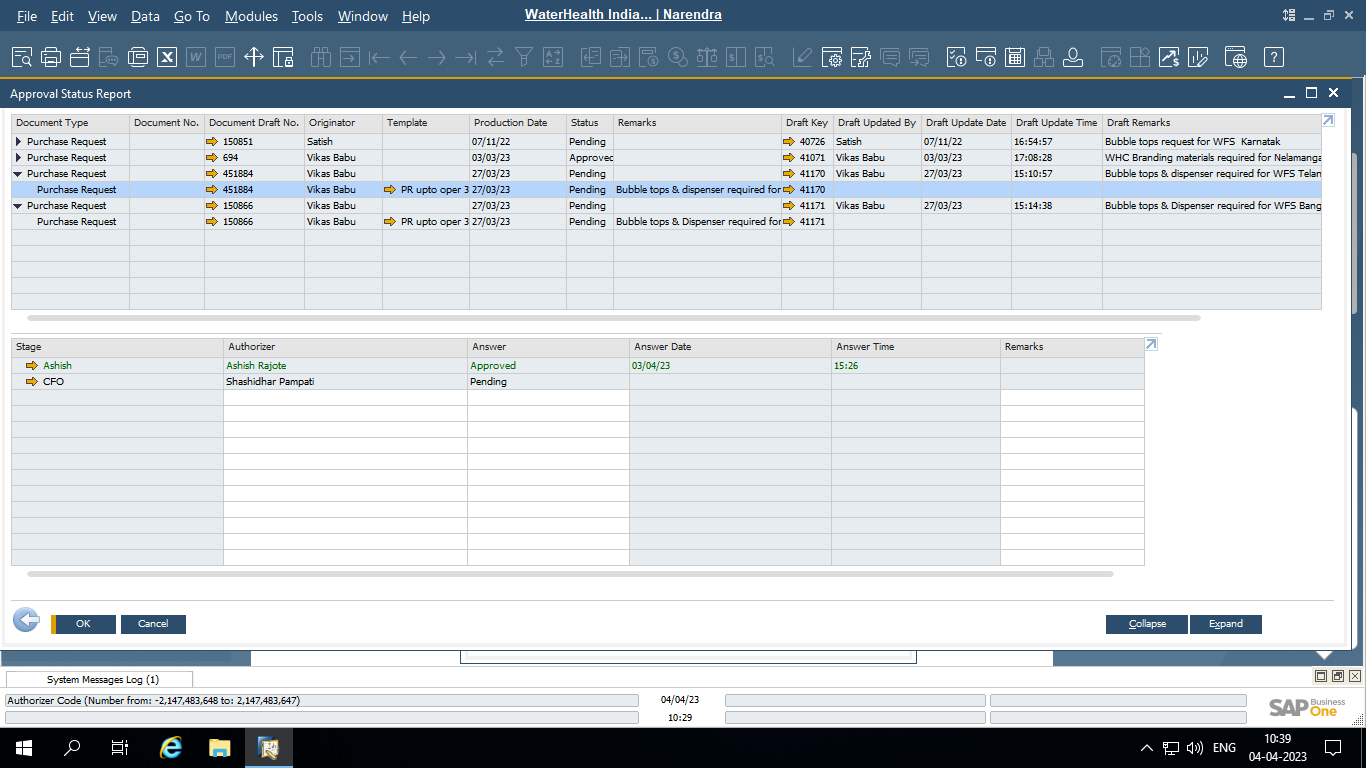 File Edit View Data Go To Modules Tools Window Help WaterHealth India... | Narendra
Approval Status Report
Document Type Document No. Document Draft No. Originator Template Production Date Status Remarks Draft Key Draft Updated By Draft Update Date Draft Update Time Draft Remarks
Purchase Request 150851 Satish 07/11/22 Pending 40726 Satish 07/11/22 16:54:57 Bubble tops request for WFS Karnatak
Purchase Request 694 Vikas Babu 03/03/23 Approved 41071 Vikas Babu 03/03/23 17:08:28 WHC Branding materials required for Nelamanga
Purchase Request 451884 Vikas Babu 27/03/23 Pending 41170 Vikas Babu 27/03/23 15:10:57 Bubble tops & dispenser required for WFS Telan
Purchase Request 451884 Vikas Babu PR upto oper 3 27/03/23 Pending Bubble tops & dispenser required for 41170
Purchase Request 150866 Vikas Babu 27/03/23 Pending 41171 Vikas Babu 27/03/23 15:14:38 Bubble tops & Dispenser required for WFS Bang
Purchase Request 150866 Vikas Babu PR upto oper 3 27/03/23 Pending Bubble tops & Dispenser required for 41171
Stage Authorizer Answer Answer Date Answer Time Remarks
Ashish Ashish Rajote Approved 03/04/23 15:26
CFO Shashidhar Pampati Pending
OK Cancel Collapse Expand
System Messages Log (1)
Authorizer Code (Number from: -2,147,483,648 to: 2,147,483,647) 04/04/23
10:29
SAP Business One
ENG 10:39
04-04-2023